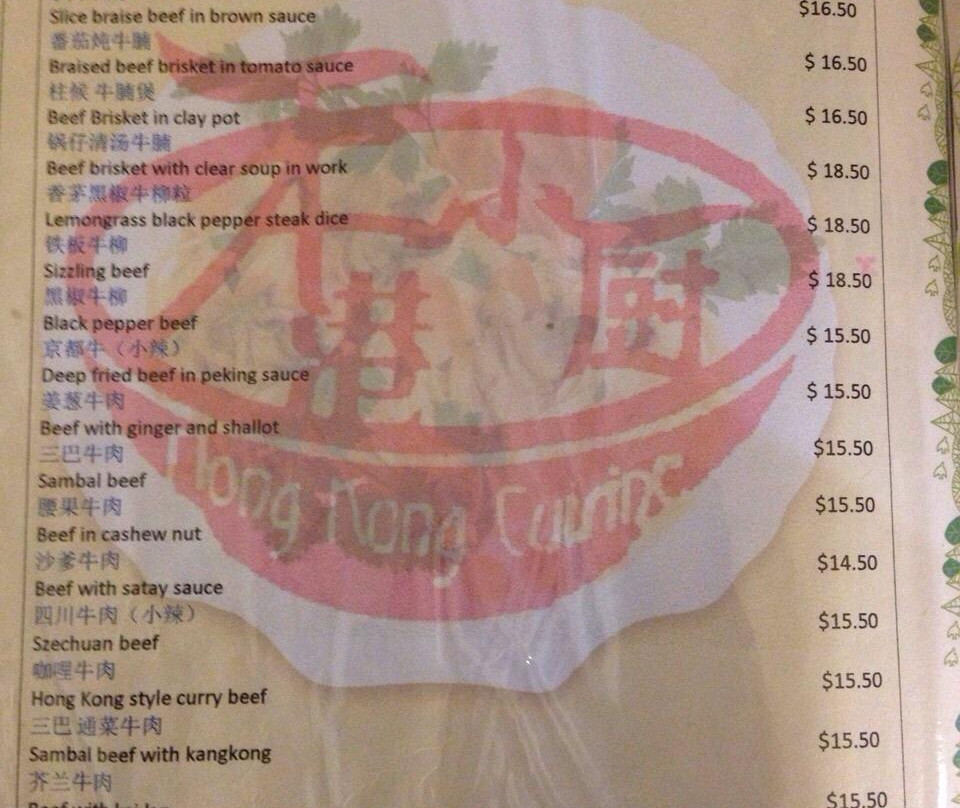 Slice braise beef in brown sauce $16.50
番茄炖牛腩
Braised beef brisket in tomato sauce $ 16.50
柱候 牛腩煲
Beef Brisket in clay pot $ 16.50
锅仔清汤牛腩
Beef brisket with clear soup in work $ 18.50
香茅黑椒牛柳粒
Lemongrass black pepper steak dice $ 18.50
铁板牛柳
Sizzling beef $ 18.50
黑椒牛柳
Black pepper beef $ 15.50
京都牛（小辣）
Deep fried beef in peking sauce $ 15.50
姜葱牛肉
Beef with ginger and shallot $15.50
三巴牛肉
Sambal beef $15.50
腰果牛肉
Beef in cashew nut $14.50
沙爹牛肉
Beef with satay sauce $15.50
四川牛肉（小辣）
Szechuan beef $15.50
咖喱牛肉
Hong Kong style curry beef $15.50
三巴 通菜牛肉
Sambal beef with kangkong $15.50
芥兰牛肉
Beef with
港 厨
Hong Kong Cuisine